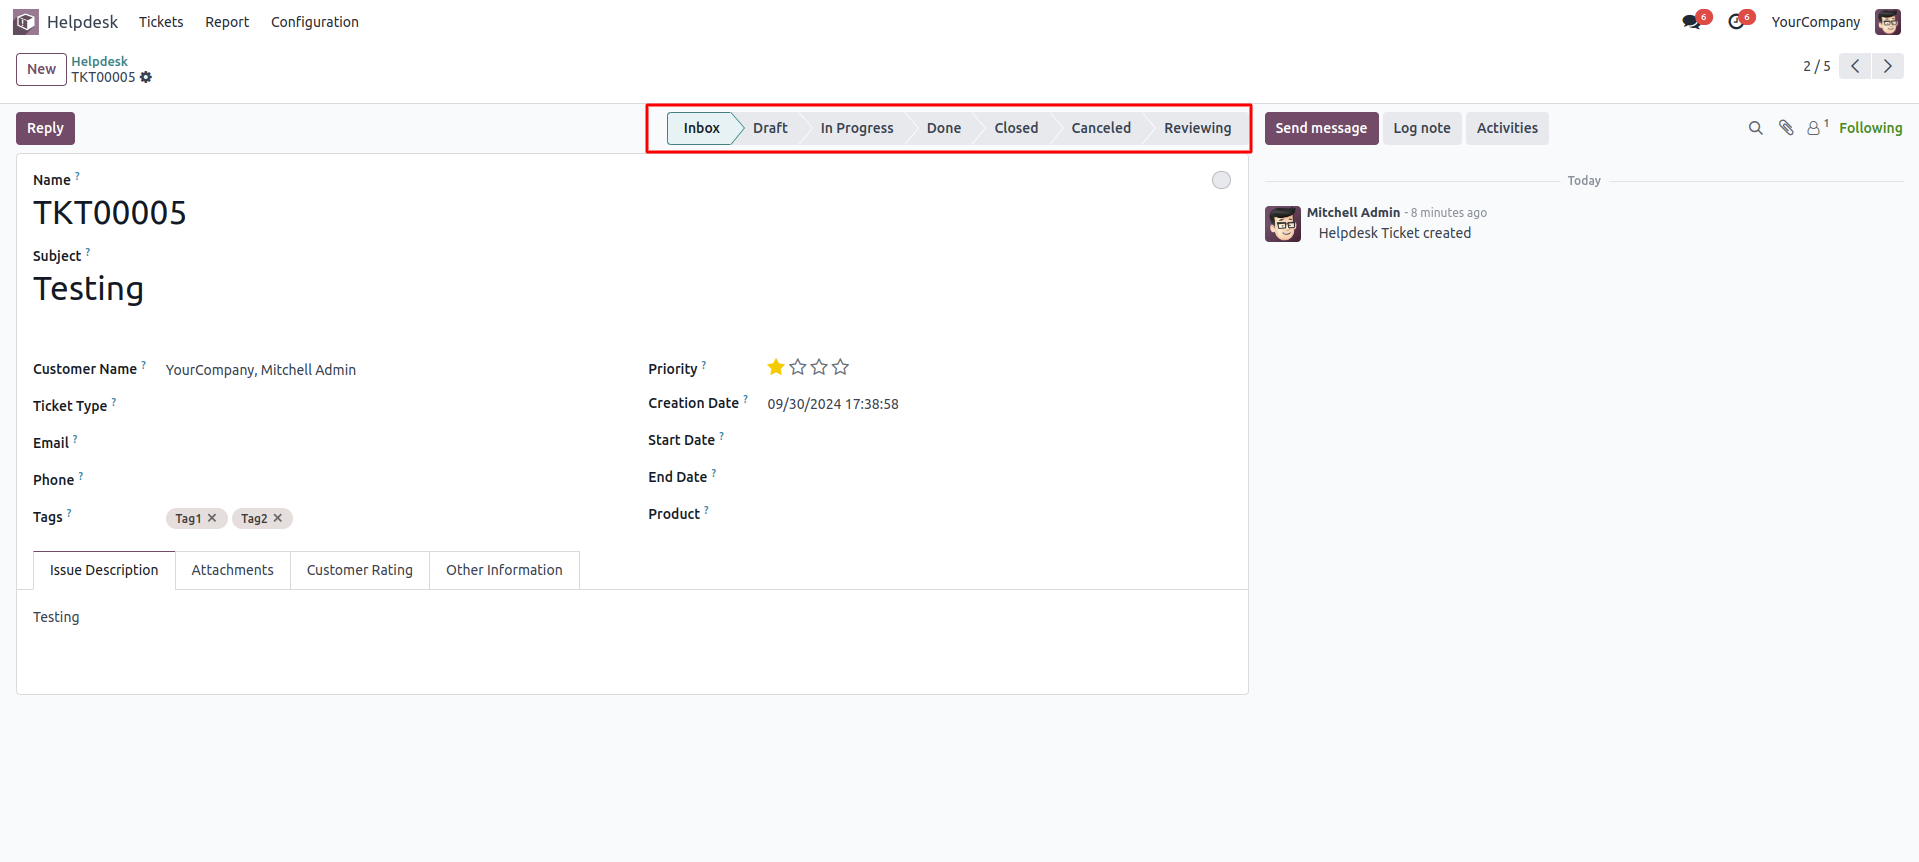 Helpdesk Tickets Report Configuration 6 6 YourCompany
New Helpdesk
TKT00005 2 / 5
Reply Inbox Draft In Progress Done Closed Canceled Reviewing Send message Log note Activities 1 Following
Name ?
TKT00005
Subject ?
Testing
Customer Name ? YourCompany, Mitchell Admin
Ticket Type ?
Email ?
Phone ?
Tags ? Tag1 ✕ Tag2 ✕
Priority ?
Creation Date ? 09/30/2024 17:38:58
Start Date ?
End Date ?
Product ?
Issue Description Attachments Customer Rating Other Information
Testing
Today
Mitchell Admin - 8 minutes ago
Helpdesk Ticket created